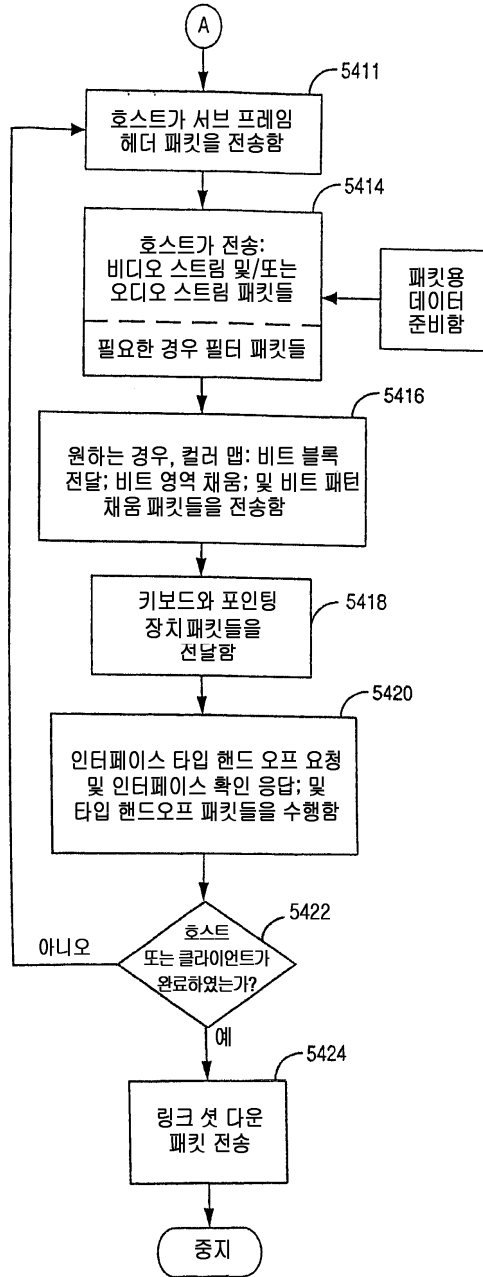 A
5411
호스트가 서브 프레임
헤더 패킷을 전송함
5414
호스트가 전송:
비디오 스트림 및/또는
오디오 스트림 패킷들
필요한 경우 필터 패킷들
패킷용
데이터
준비함
5416
원하는 경우, 컬러 맵: 비트 블록
전달; 비트 영역 채움; 및 비트 패턴
채움 패킷들을 전송함
5418
키보드와 포인팅
장치패킷들을
전달함
5420
인터페이스 타입 핸드 오프 요청
및 인터페이스 확인 응답; 및
타입 핸드오프 패킷들을 수행함
5422
호스트
또는 클라이언트가
완료하였는가?
아니오
예
5424
링크 셧 다운
패킷 전송
중지